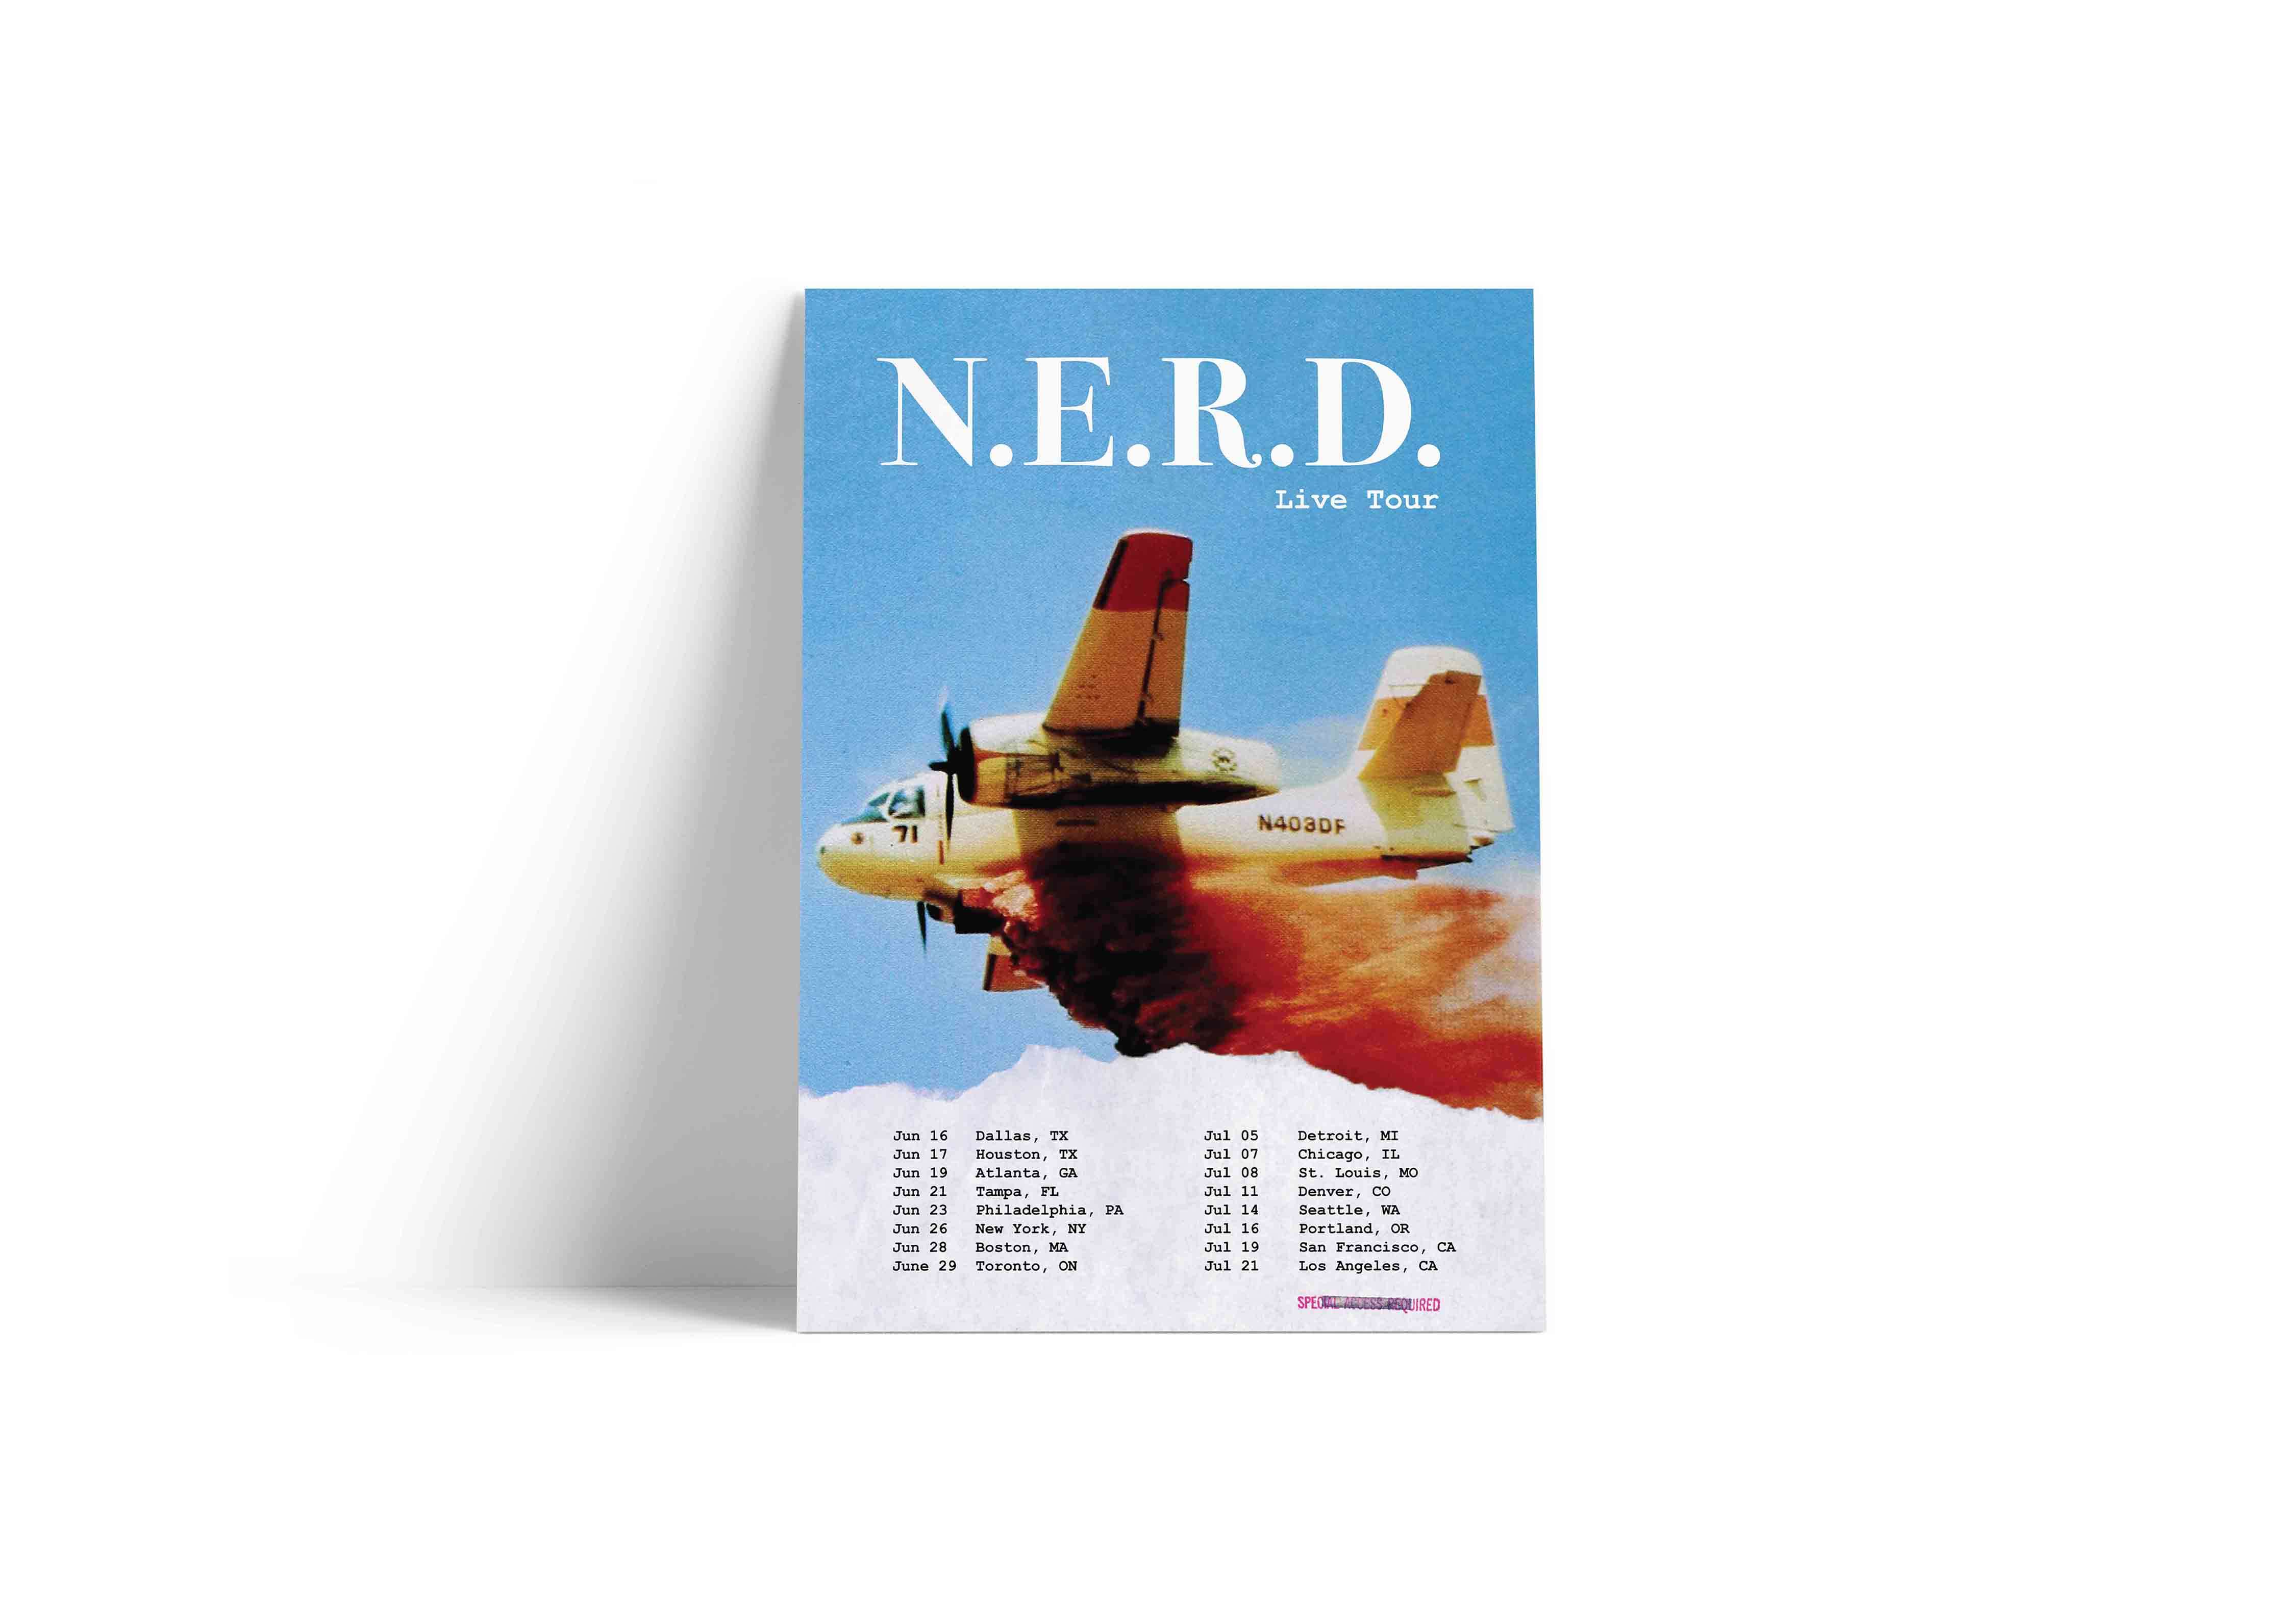 N.E.R.D.
Live Tour
71
N403DF
Jun 16 Dallas, TX
Jun 17 Houston, TX
Jun 19 Atlanta, GA
Jun 21 Tampa, FL
Jun 23 Philadelphia, PA
Jun 26 New York, NY
Jun 28 Boston, MA
June 29 Toronto, ON
Jul 05 Detroit, MI
Jul 07 Chicago, IL
Jul 08 St. Louis, MO
Jul 11 Denver, CO
Jul 14 Seattle, WA
Jul 16 Portland, OR
Jul 19 San Francisco, CA
Jul 21 Los Angeles, CA
SPECIAL ACCESS REQUIRED